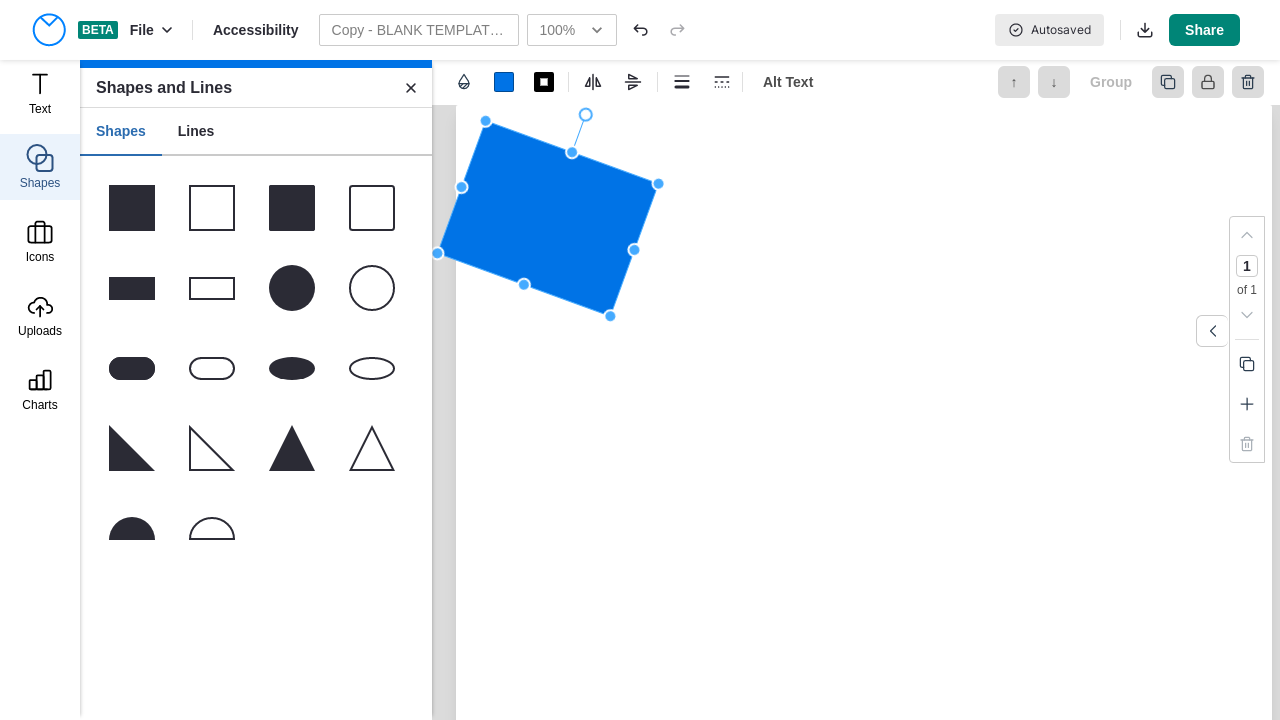 BETA
File
Accessibility
Copy - BLANK TEMPLAT…
100%
Autosaved
Share
Text
Shapes
Icons
Uploads
Charts
Shapes and Lines
Shapes
Lines
Alt Text
Group
1
of 1